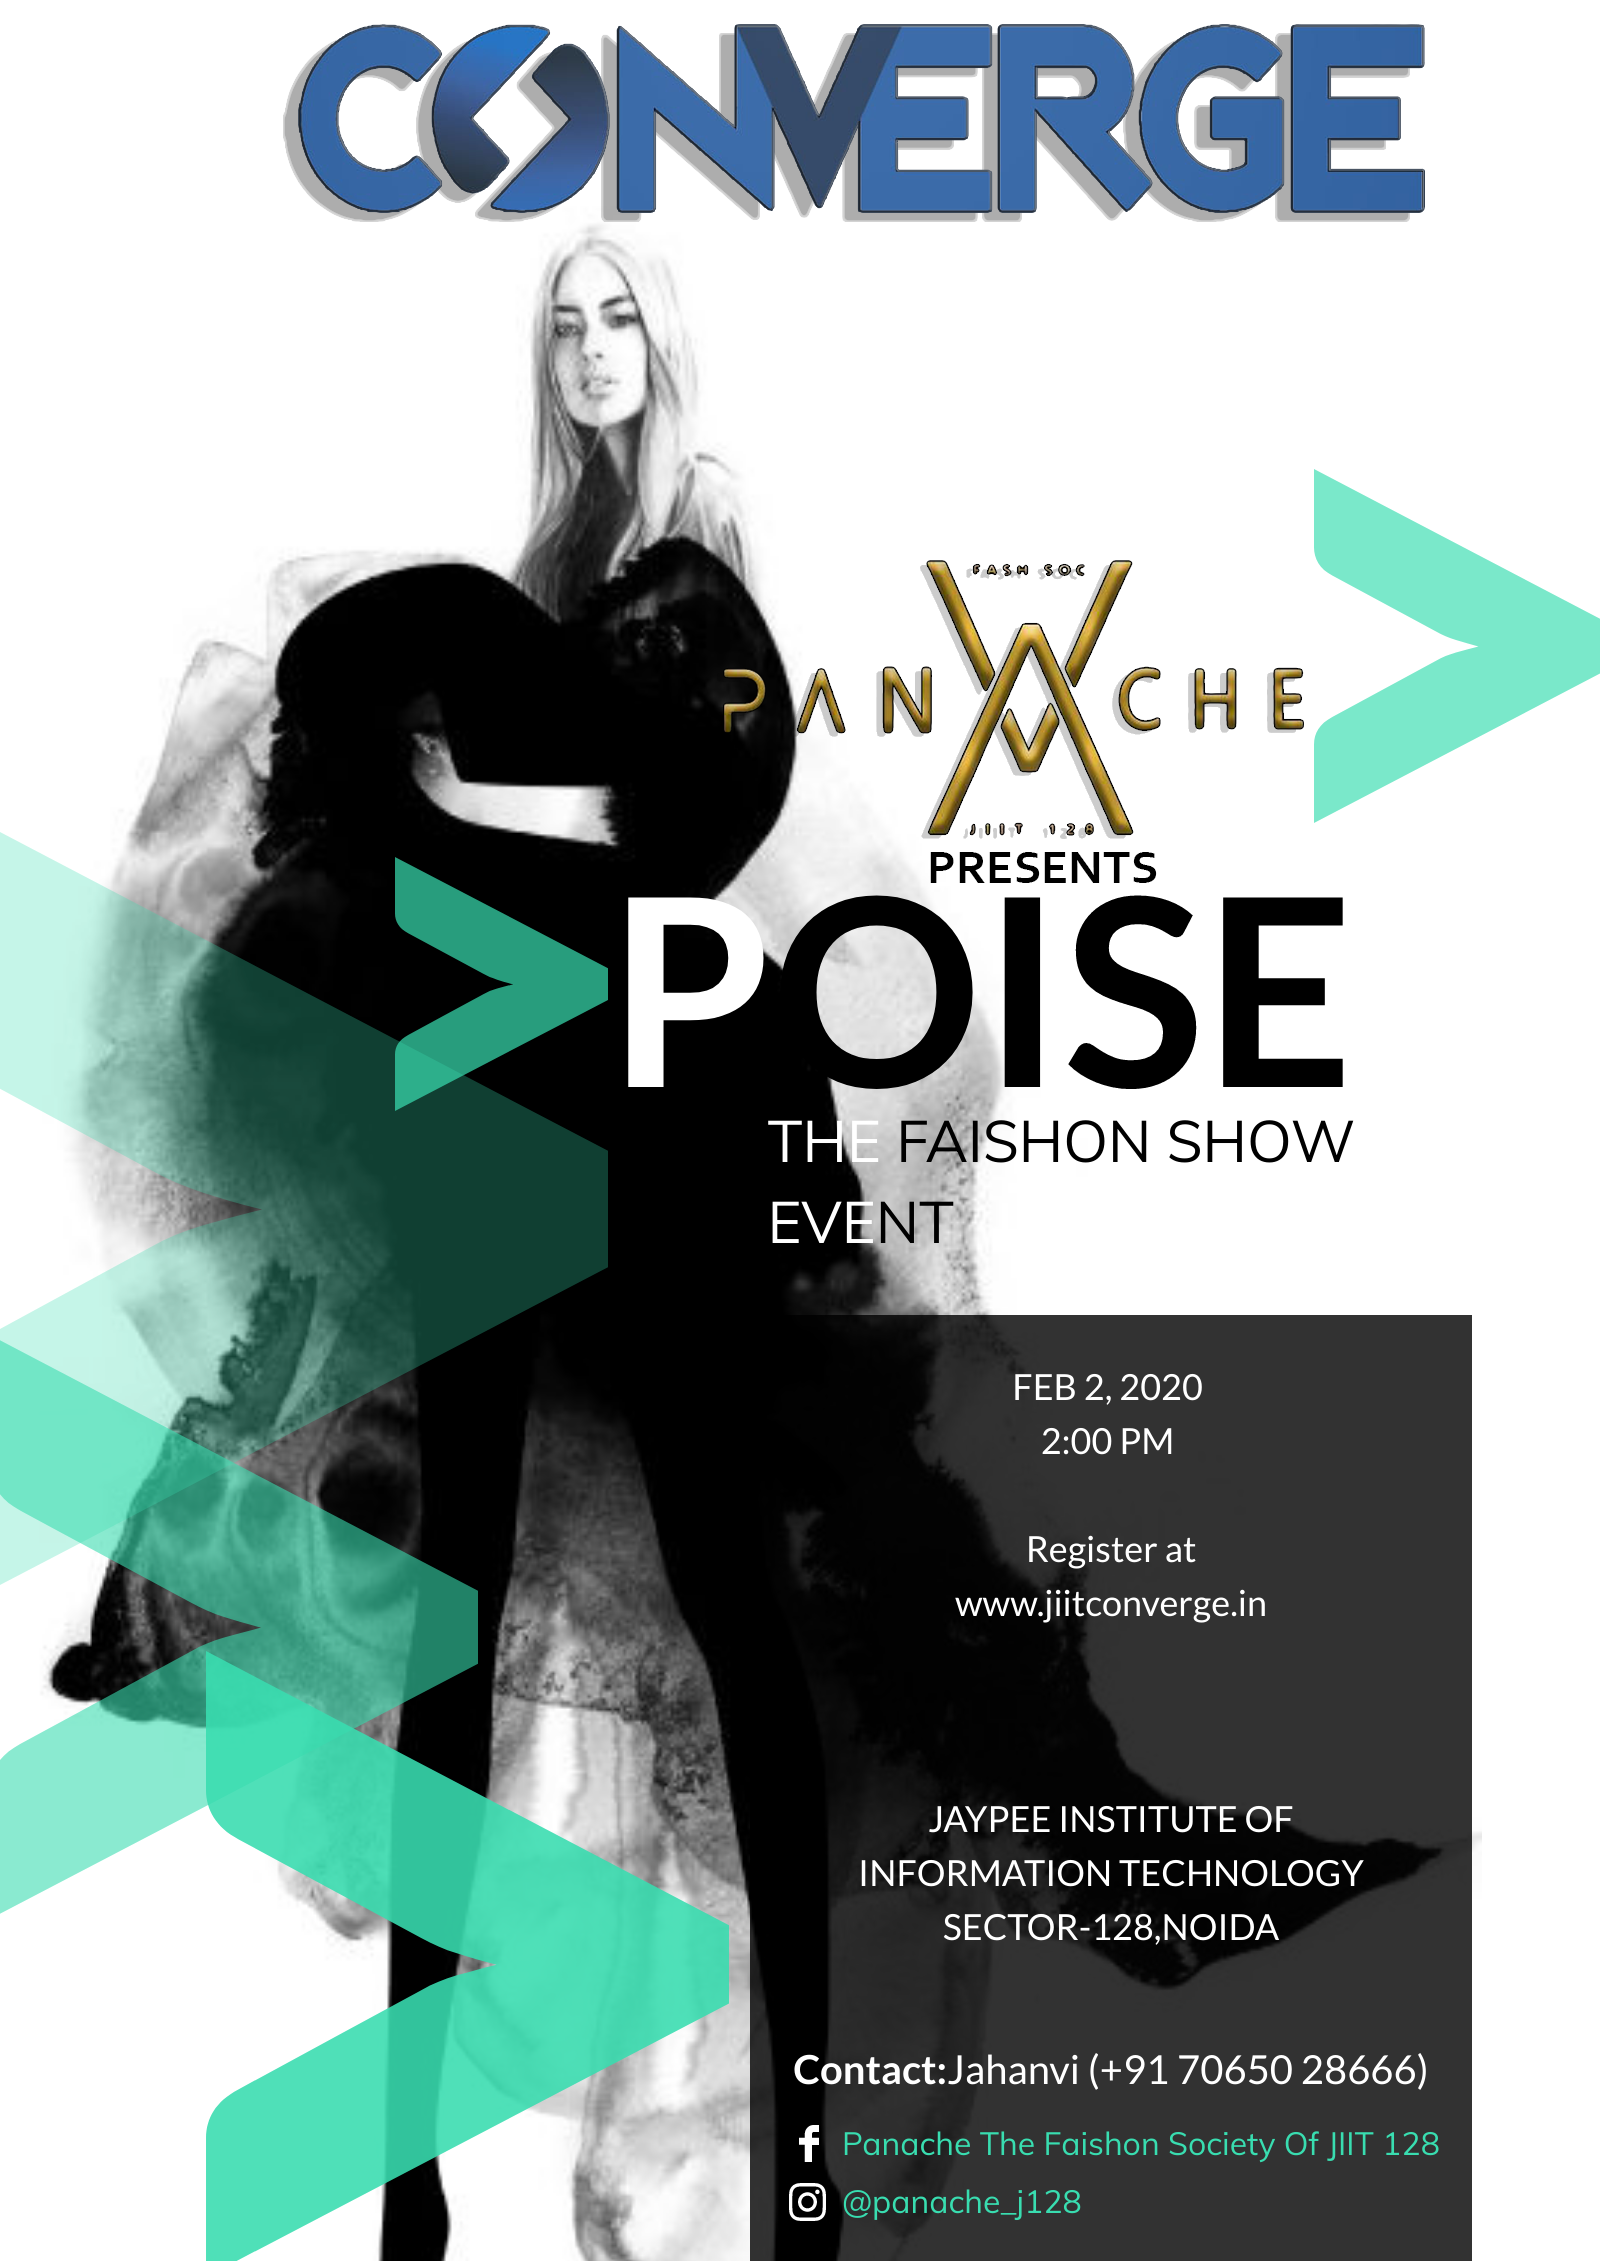 CONVERGE
FASH SOC
PANACHE
JIIT 128
PRESENTS
POISE
THE FAISHON SHOW
EVENT
FEB 2, 2020
2:00 PM
Register at
www.jiitconverge.in
JAYPEE INSTITUTE OF
INFORMATION TECHNOLOGY
SECTOR-128,NOIDA
Contact:Jahanvi (+91 70650 28666)
Panache The Faishon Society Of JIIT 128
@panache_j128